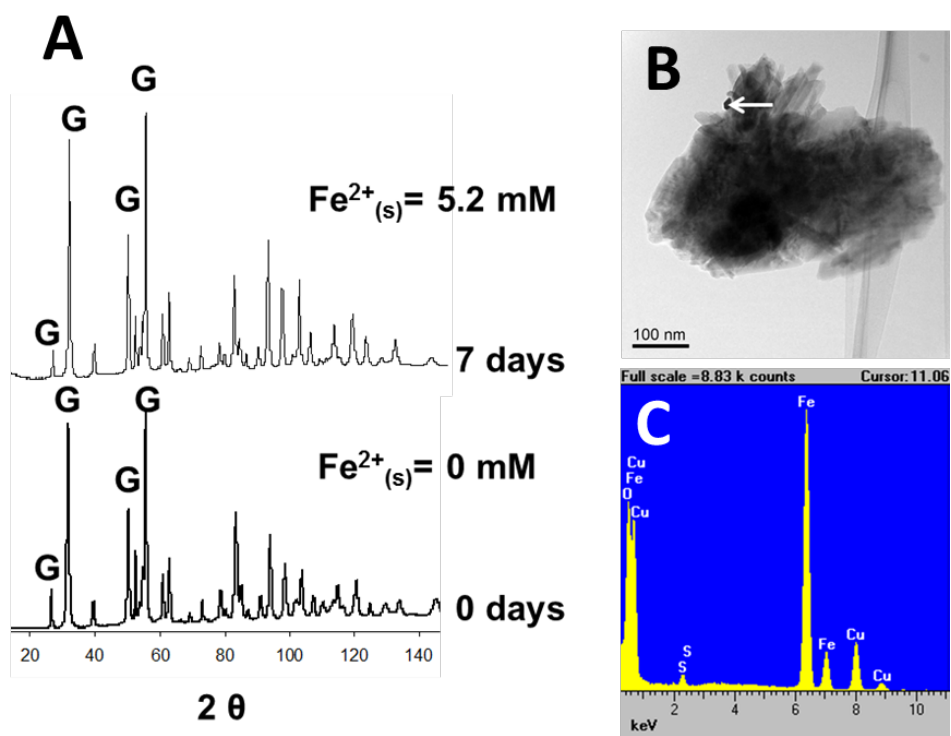 A
G
G
G
G
Fe²⁺(s)= 5.2 mM
7 days
G
G
G
G
Fe²⁺(s)= 0 mM
0 days
20 40 60 80 100 120 140
2 θ
B
100 nm
Full scale =8.83 k counts Cursor:11.06
C
Fe
Cu
Fe
O
Cu
S
S
Fe
Cu
Cu
2 4 6 8 10
keV